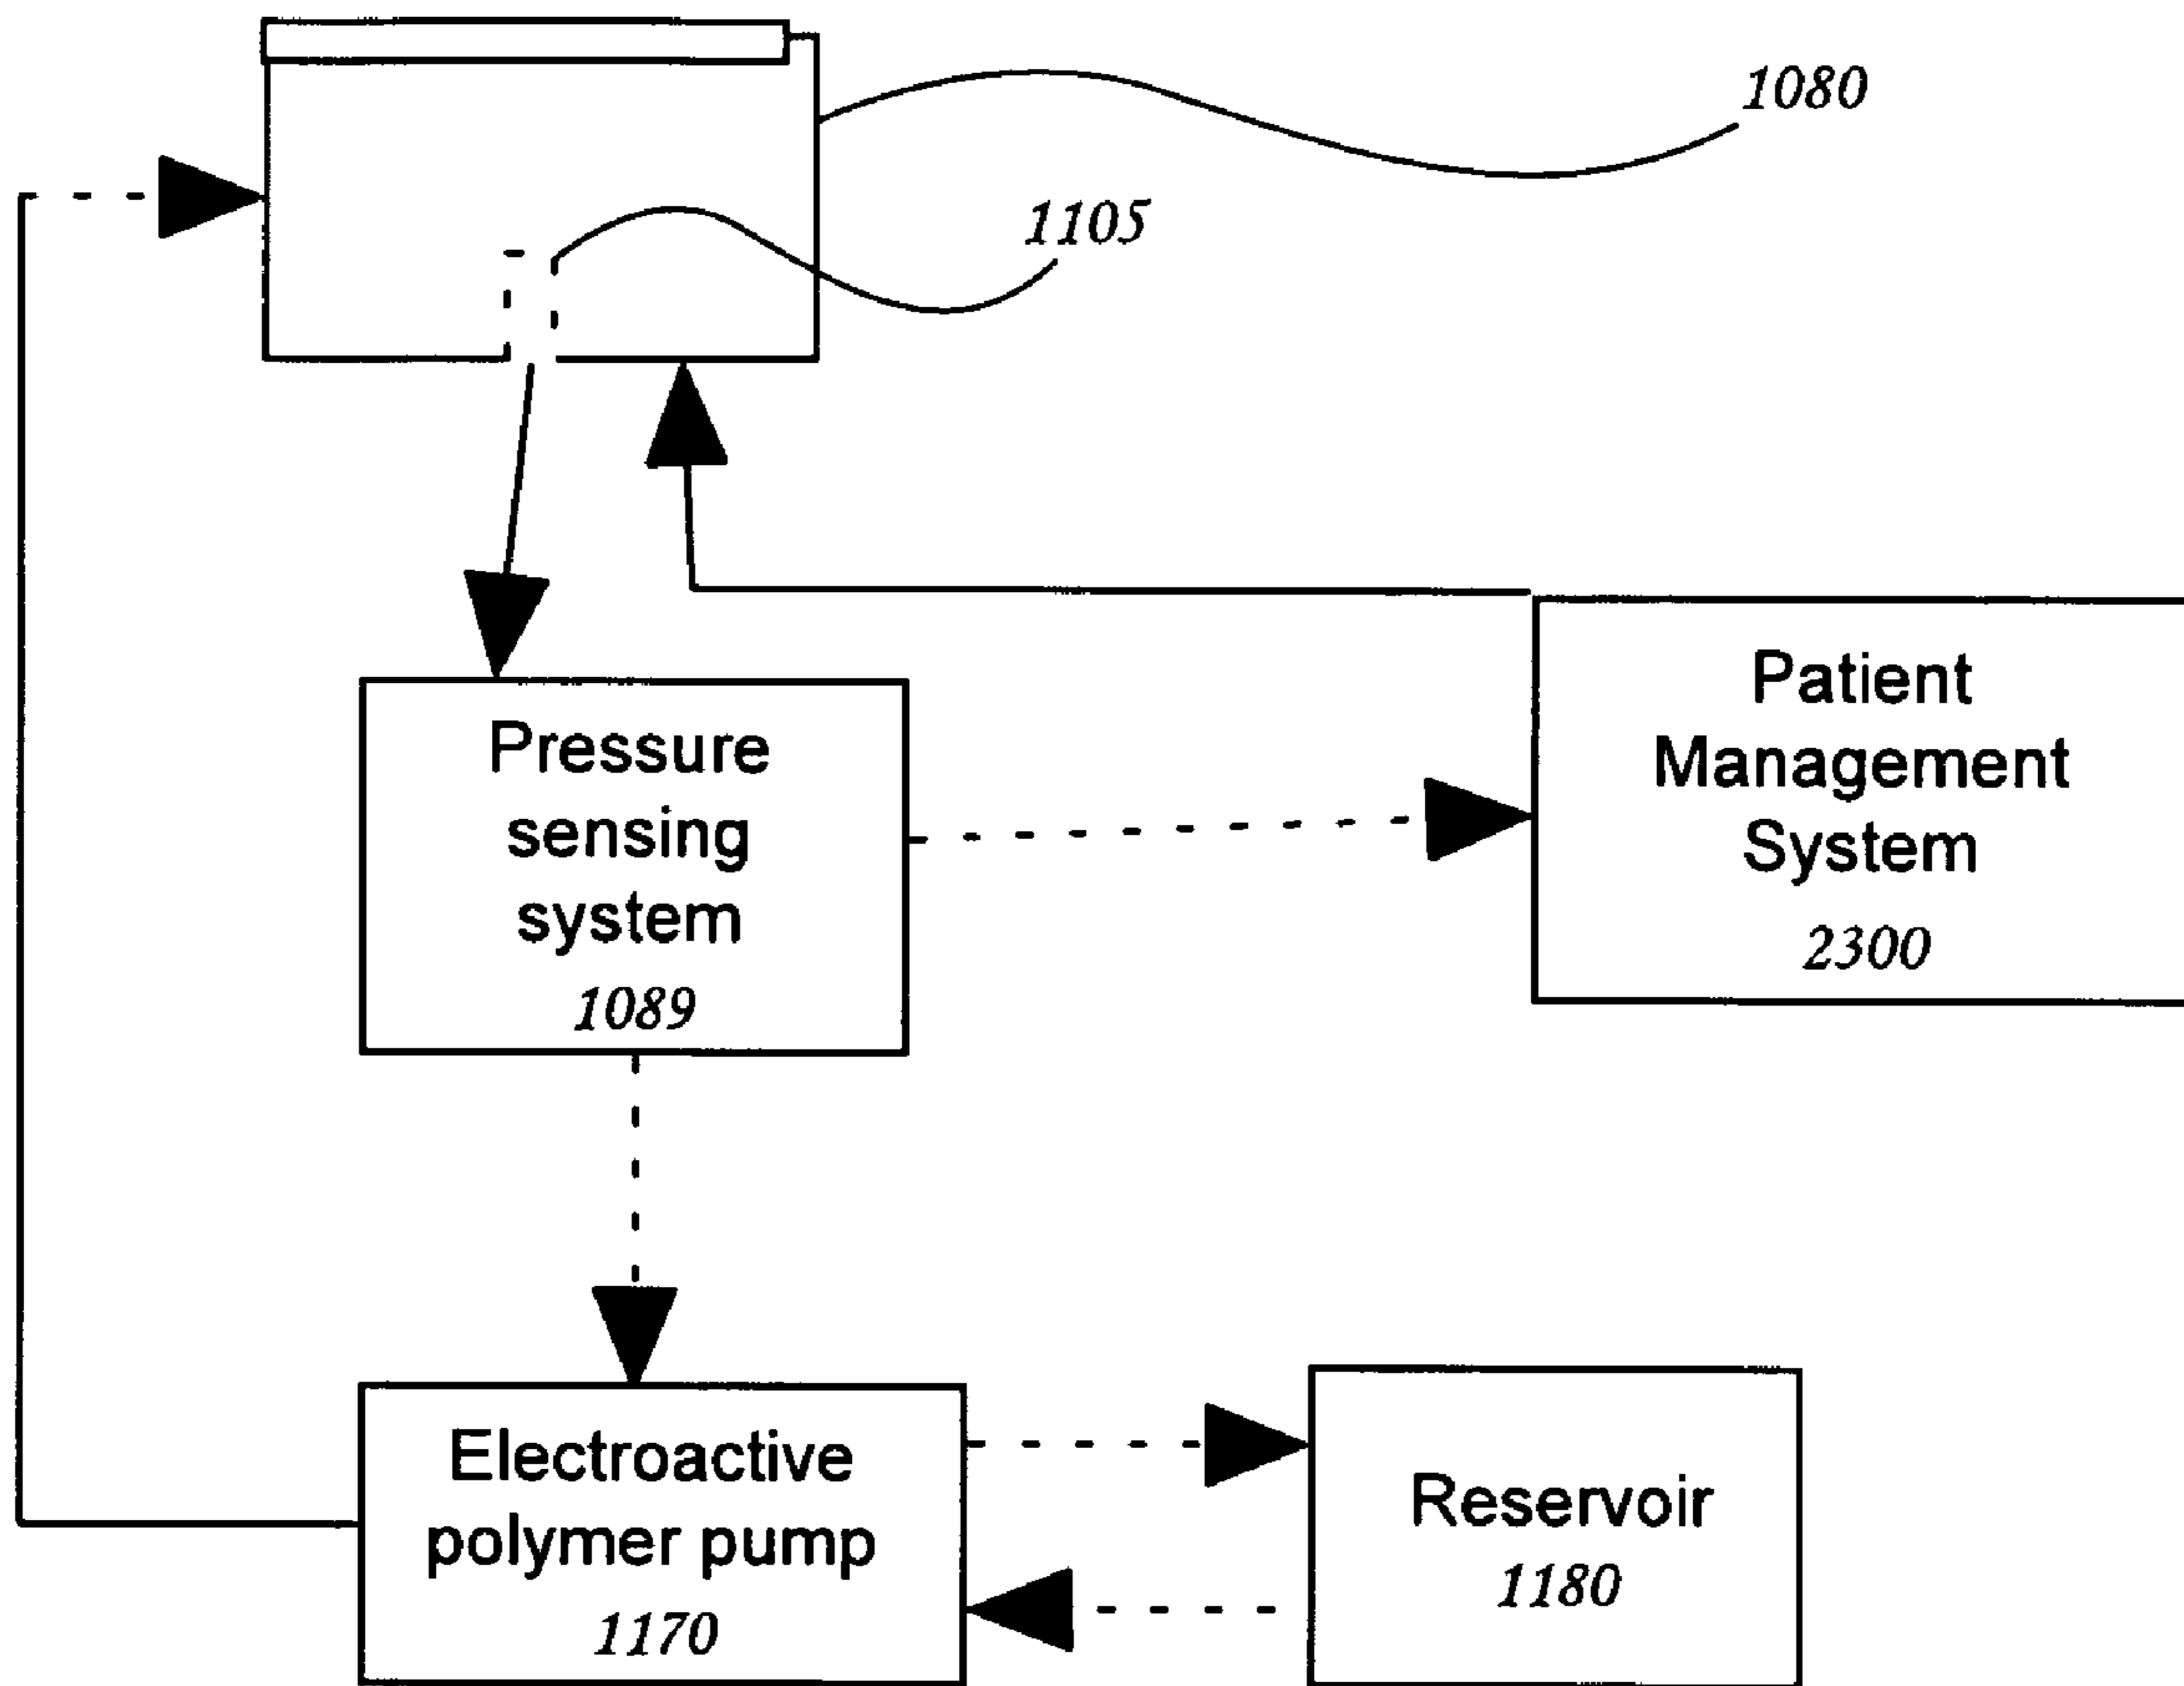 1080
1105
Pressure
sensing
system
1089
Patient
Management
System
2300
Electroactive
polymer pump
1170
Reservoir
1180